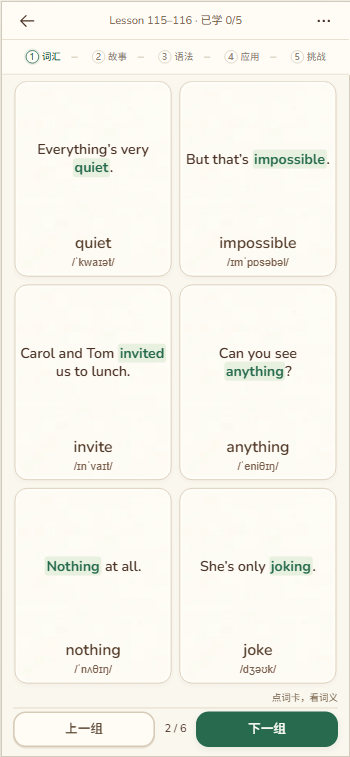 Lesson 115–116 · 已学 0/5
1 词汇
2 故事
3 语法
4 应用
5 挑战
Everything's very
quiet.
quiet
/ˈkwaɪət/
But that's impossible.
impossible
/ɪmˈpɒsəbəl/
Carol and Tom invited
us to lunch.
invite
/ɪnˈvaɪt/
Can you see
anything?
anything
/ˈeniθɪŋ/
Nothing at all.
nothing
/ˈnʌθɪŋ/
She's only joking.
joke
/dʒəʊk/
点词卡，看词义
上一组
2 / 6
下一组